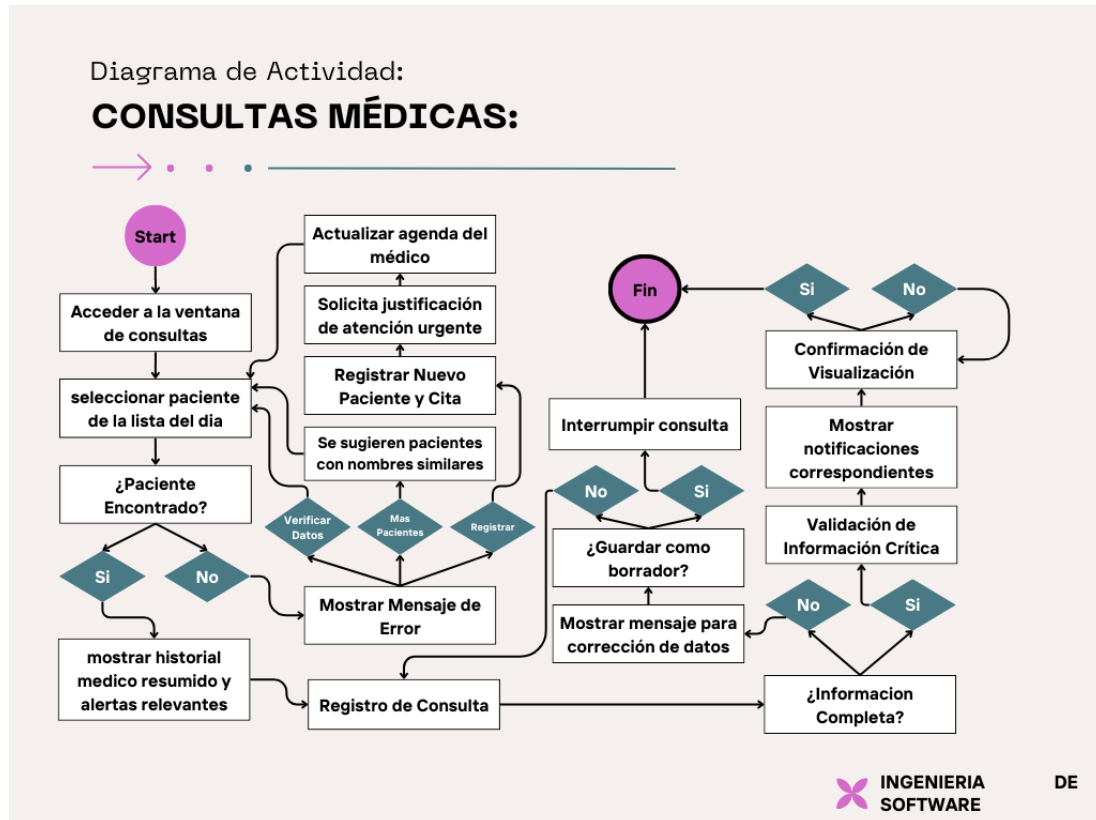 Diagrama de Actividad:
CONSULTAS MÉDICAS:
Start
Acceder a la ventana
de consultas
seleccionar paciente
de la lista del dia
¿Paciente
Encontrado?
Si
No
mostrar historial
medico resumido y
alertas relevantes
Actualizar agenda del
médico
Solicita justificación
de atención urgente
Registrar Nuevo
Paciente y Cita
Se sugieren pacientes
con nombres similares
Verificar
Datos
Mas
Pacientes
Registrar
Mostrar Mensaje de
Error
Registro de Consulta
Fin
Interrumpir consulta
No
Si
¿Guardar como
borrador?
Mostrar mensaje para
corrección de datos
Si
No
Confirmación de
Visualización
Mostrar
notificaciones
correspondientes
Validación de
Información Crítica
No
Si
¿Informacion
Completa?
INGENIERIA DE
SOFTWARE